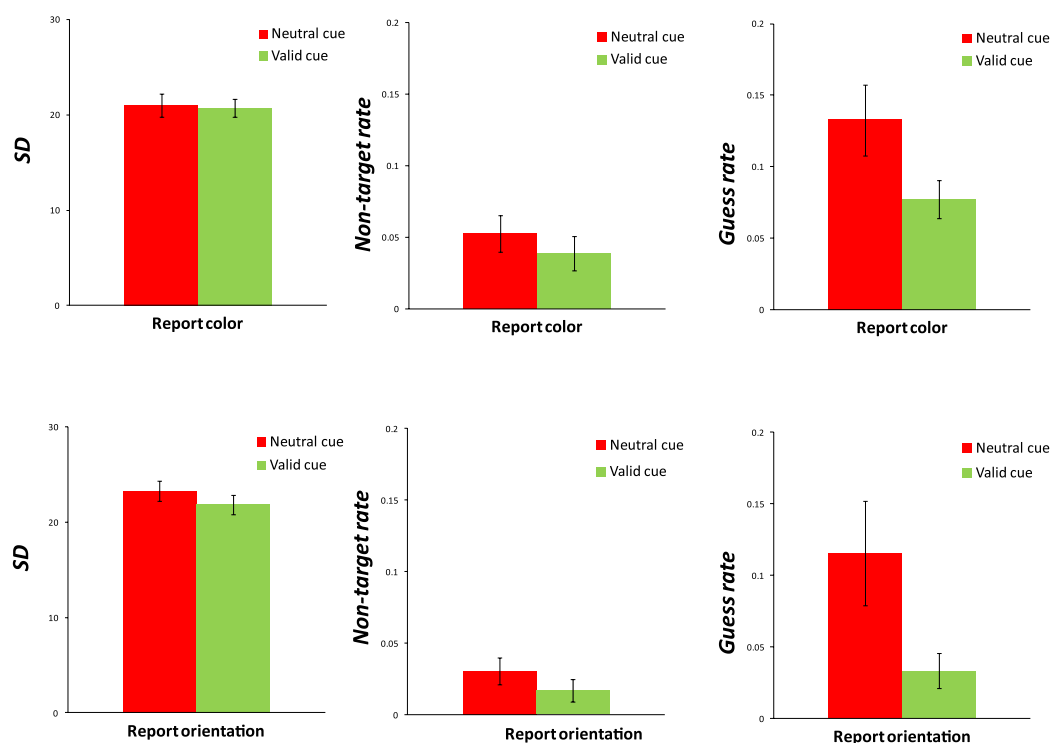 30
20
10
0
SD
Neutral cue
Valid cue
Report color
0.2
0.15
0.1
0.05
0
Non-target rate
Neutral cue
Valid cue
Report color
0.2
0.15
0.1
0.05
0
Guess rate
Neutral cue
Valid cue
Report color
30
20
10
0
SD
Neutral cue
Valid cue
Report orientation
0.2
0.15
0.1
0.05
0
Non-target rate
Neutral cue
Valid cue
Report orientation
0.2
0.15
0.1
0.05
0
Guess rate
Neutral cue
Valid cue
Report orientation